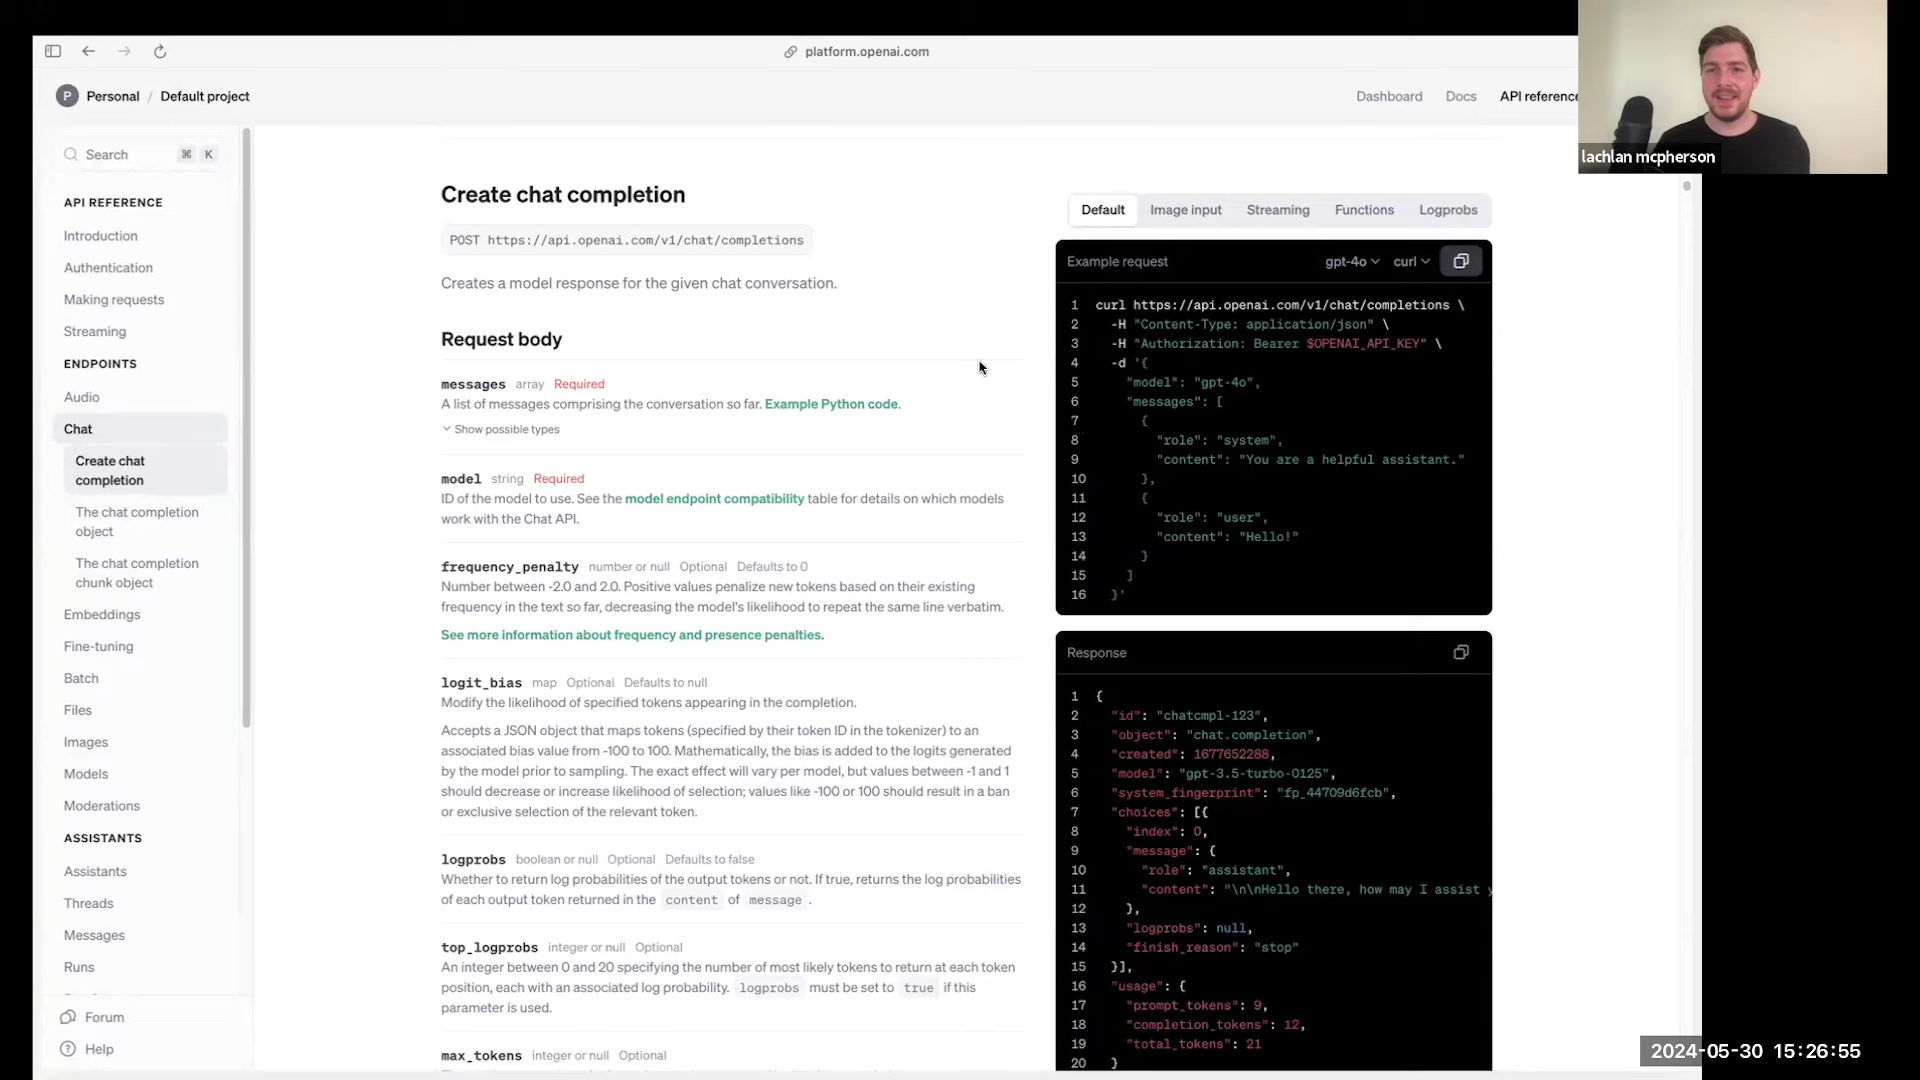 platform.openai.com
P Personal / Default project
Dashboard Docs API reference
lachlan mcpherson
Search ⌘ K
API REFERENCE
Introduction
Authentication
Making requests
Streaming
ENDPOINTS
Audio
Chat
Create chat
completion
The chat completion
object
The chat completion
chunk object
Embeddings
Fine-tuning
Batch
Files
Images
Models
Moderations
ASSISTANTS
Assistants
Threads
Messages
Runs
Forum
Help
Create chat completion
POST https://api.openai.com/v1/chat/completions
Creates a model response for the given chat conversation.
Request body
messages array Required
A list of messages comprising the conversation so far. Example Python code.
Show possible types
model string Required
ID of the model to use. See the model endpoint compatibility table for details on which models
work with the Chat API.
frequency_penalty number or null Optional Defaults to 0
Number between -2.0 and 2.0. Positive values penalize new tokens based on their existing
frequency in the text so far, decreasing the model's likelihood to repeat the same line verbatim.
See more information about frequency and presence penalties.
logit_bias map Optional Defaults to null
Modify the likelihood of specified tokens appearing in the completion.
Accepts a JSON object that maps tokens (specified by their token ID in the tokenizer) to an
associated bias value from -100 to 100. Mathematically, the bias is added to the logits generated
by the model prior to sampling. The exact effect will vary per model, but values between -1 and 1
should decrease or increase likelihood of selection; values like -100 or 100 should result in a ban
or exclusive selection of the relevant token.
logprobs boolean or null Optional Defaults to false
Whether to return log probabilities of the output tokens or not. If true, returns the log probabilities
of each output token returned in the content of message .
top_logprobs integer or null Optional
An integer between 0 and 20 specifying the number of most likely tokens to return at each token
position, each with an associated log probability. logprobs must be set to true if this
parameter is used.
max_tokens integer or null Optional
Default Image input Streaming Functions Logprobs
Example request gpt-4o curl
1 curl https://api.openai.com/v1/chat/completions \
2 -H "Content-Type: application/json" \
3 -H "Authorization: Bearer $OPENAI_API_KEY" \
4 -d '{
5 "model": "gpt-4o",
6 "messages": [
7 {
8 "role": "system",
9 "content": "You are a helpful assistant."
10 },
11 {
12 "role": "user",
13 "content": "Hello!"
14 }
15 ]
16 }'
Response
1 {
2 "id": "chatcmpl-123",
3 "object": "chat.completion",
4 "created": 1677652288,
5 "model": "gpt-3.5-turbo-0125",
6 "system_fingerprint": "fp_44709d6fcb",
7 "choices": [{
8 "index": 0,
9 "message": {
10 "role": "assistant",
11 "content": "\n\nHello there, how may I assist y
12 },
13 "logprobs": null,
14 "finish_reason": "stop"
15 }],
16 "usage": {
17 "prompt_tokens": 9,
18 "completion_tokens": 12,
19 "total_tokens": 21
20 }
2024-05-30 15:26:55